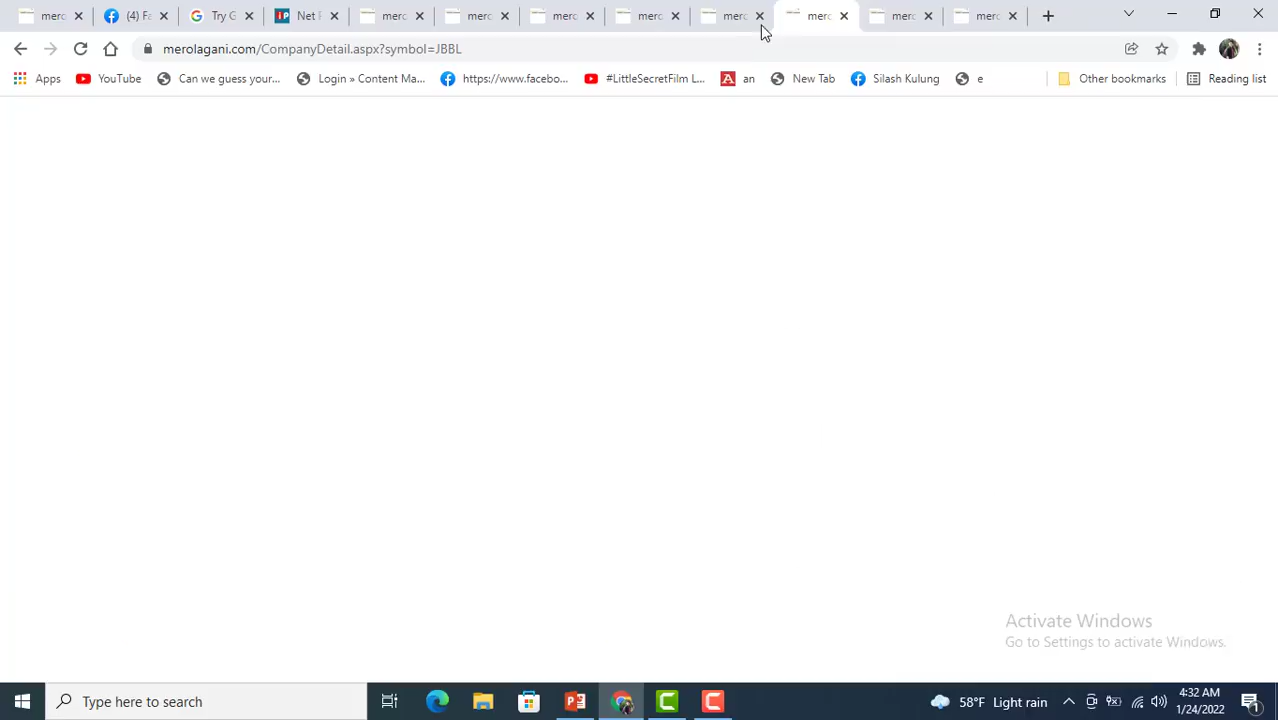 merc (4) Fa Try G Net F merc merc merc merc merc merc merc merc
merolagani.com/CompanyDetail.aspx?symbol=JBBL
Apps YouTube Can we guess your... Login » Content Ma... https://www.facebo... #LittleSecretFilm L... an New Tab Silash Kulung e Other bookmarks Reading list
Activate Windows
Go to Settings to activate Windows.
Type here to search 58°F Light rain 4:32 AM
1/24/2022